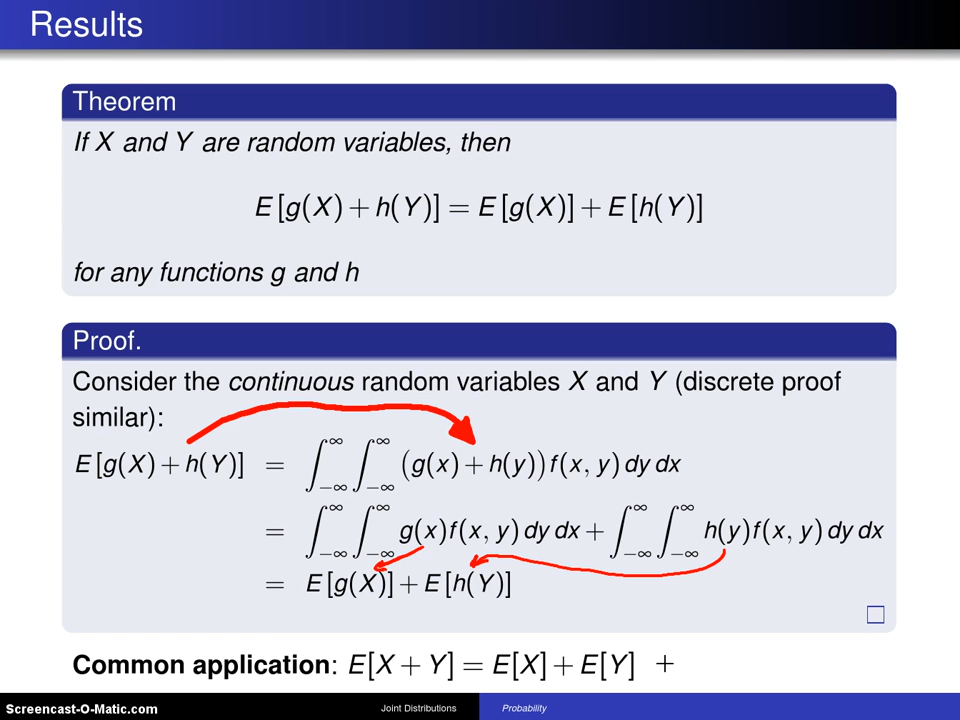 Results
Theorem
If X and Y are random variables, then
E [g(X) + h(Y)] = E [g(X)] + E [h(Y)]
for any functions g and h
Proof.
Consider the continuous random variables X and Y (discrete proof
similar):
E [g(X) + h(Y)] = ∫_{−∞}^{∞} ∫_{−∞}^{∞} (g(x) + h(y)) f(x, y) dy dx
= ∫_{−∞}^{∞} ∫_{−∞}^{∞} g(x)f(x, y) dy dx + ∫_{−∞}^{∞} ∫_{−∞}^{∞} h(y)f(x, y) dy dx
= E [g(X)] + E [h(Y)]
□
Common application: E[X + Y] = E[X] + E[Y] +
Screencast-O-Matic.com Joint Distributions Probability